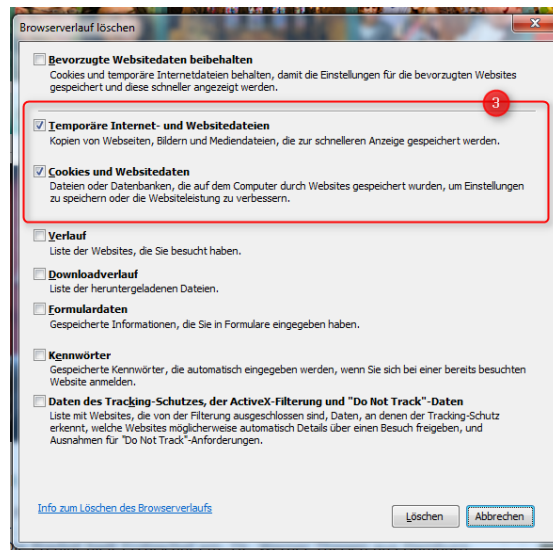 Browserverlauf löschen
Bevorzugte Websitedaten beibehalten
Cookies und temporäre Internetdateien behalten, damit die Einstellungen für die bevorzugten Websites
gespeichert und diese schneller angezeigt werden.
3
Temporäre Internet- und Websitedateien
Kopien von Webseiten, Bildern und Mediendateien, die zur schnelleren Anzeige gespeichert werden.
Cookies und Websitedaten
Dateien oder Datenbanken, die auf dem Computer durch Websites gespeichert wurden, um Einstellungen
zu speichern oder die Websiteleistung zu verbessern.
Verlauf
Liste der Websites, die Sie besucht haben.
Downloadverlauf
Liste der heruntergeladenen Dateien.
Formulardaten
Gespeicherte Informationen, die Sie in Formulare eingegeben haben.
Kennwörter
Gespeicherte Kennwörter, die automatisch eingegeben werden, wenn Sie sich bei einer bereits besuchten
Website anmelden.
Daten des Tracking-Schutzes, der ActiveX-Filterung und "Do Not Track"-Daten
Liste mit Websites, die von der Filterung ausgeschlossen sind, Daten, an denen der Tracking-Schutz
erkennt, welche Websites möglicherweise automatisch Details über einen Besuch freigeben, und
Ausnahmen für "Do Not Track"-Anforderungen.
Info zum Löschen des Browserverlaufs
Löschen
Abbrechen